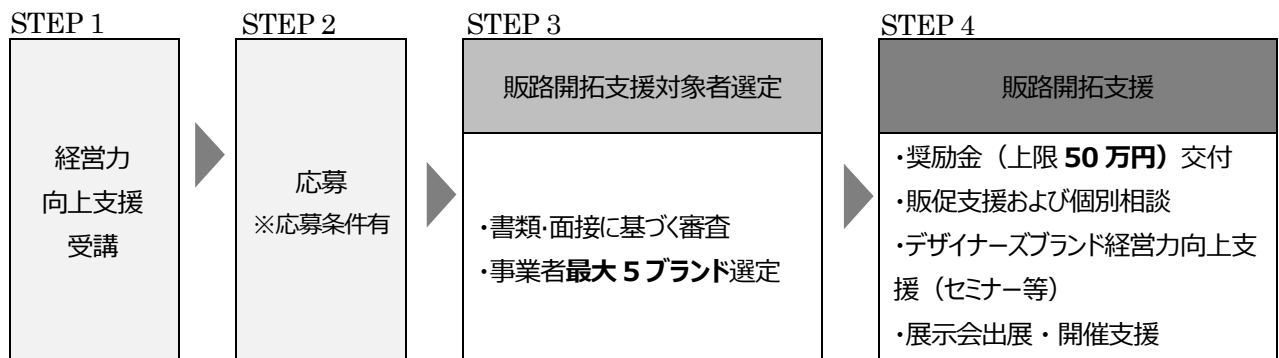 STEP 1
経営力
向上支援
受講
STEP 2
応募
※応募条件有
STEP 3
販路開拓支援対象者選定
・書類・面接に基づく審査
・事業者最大 5 ブランド選定
STEP 4
販路開拓支援
・奨励金（上限 50 万円）交付
・販促支援および個別相談
・デザイナーズブランド経営力向上支
援（セミナー等）
・展示会出展・開催支援